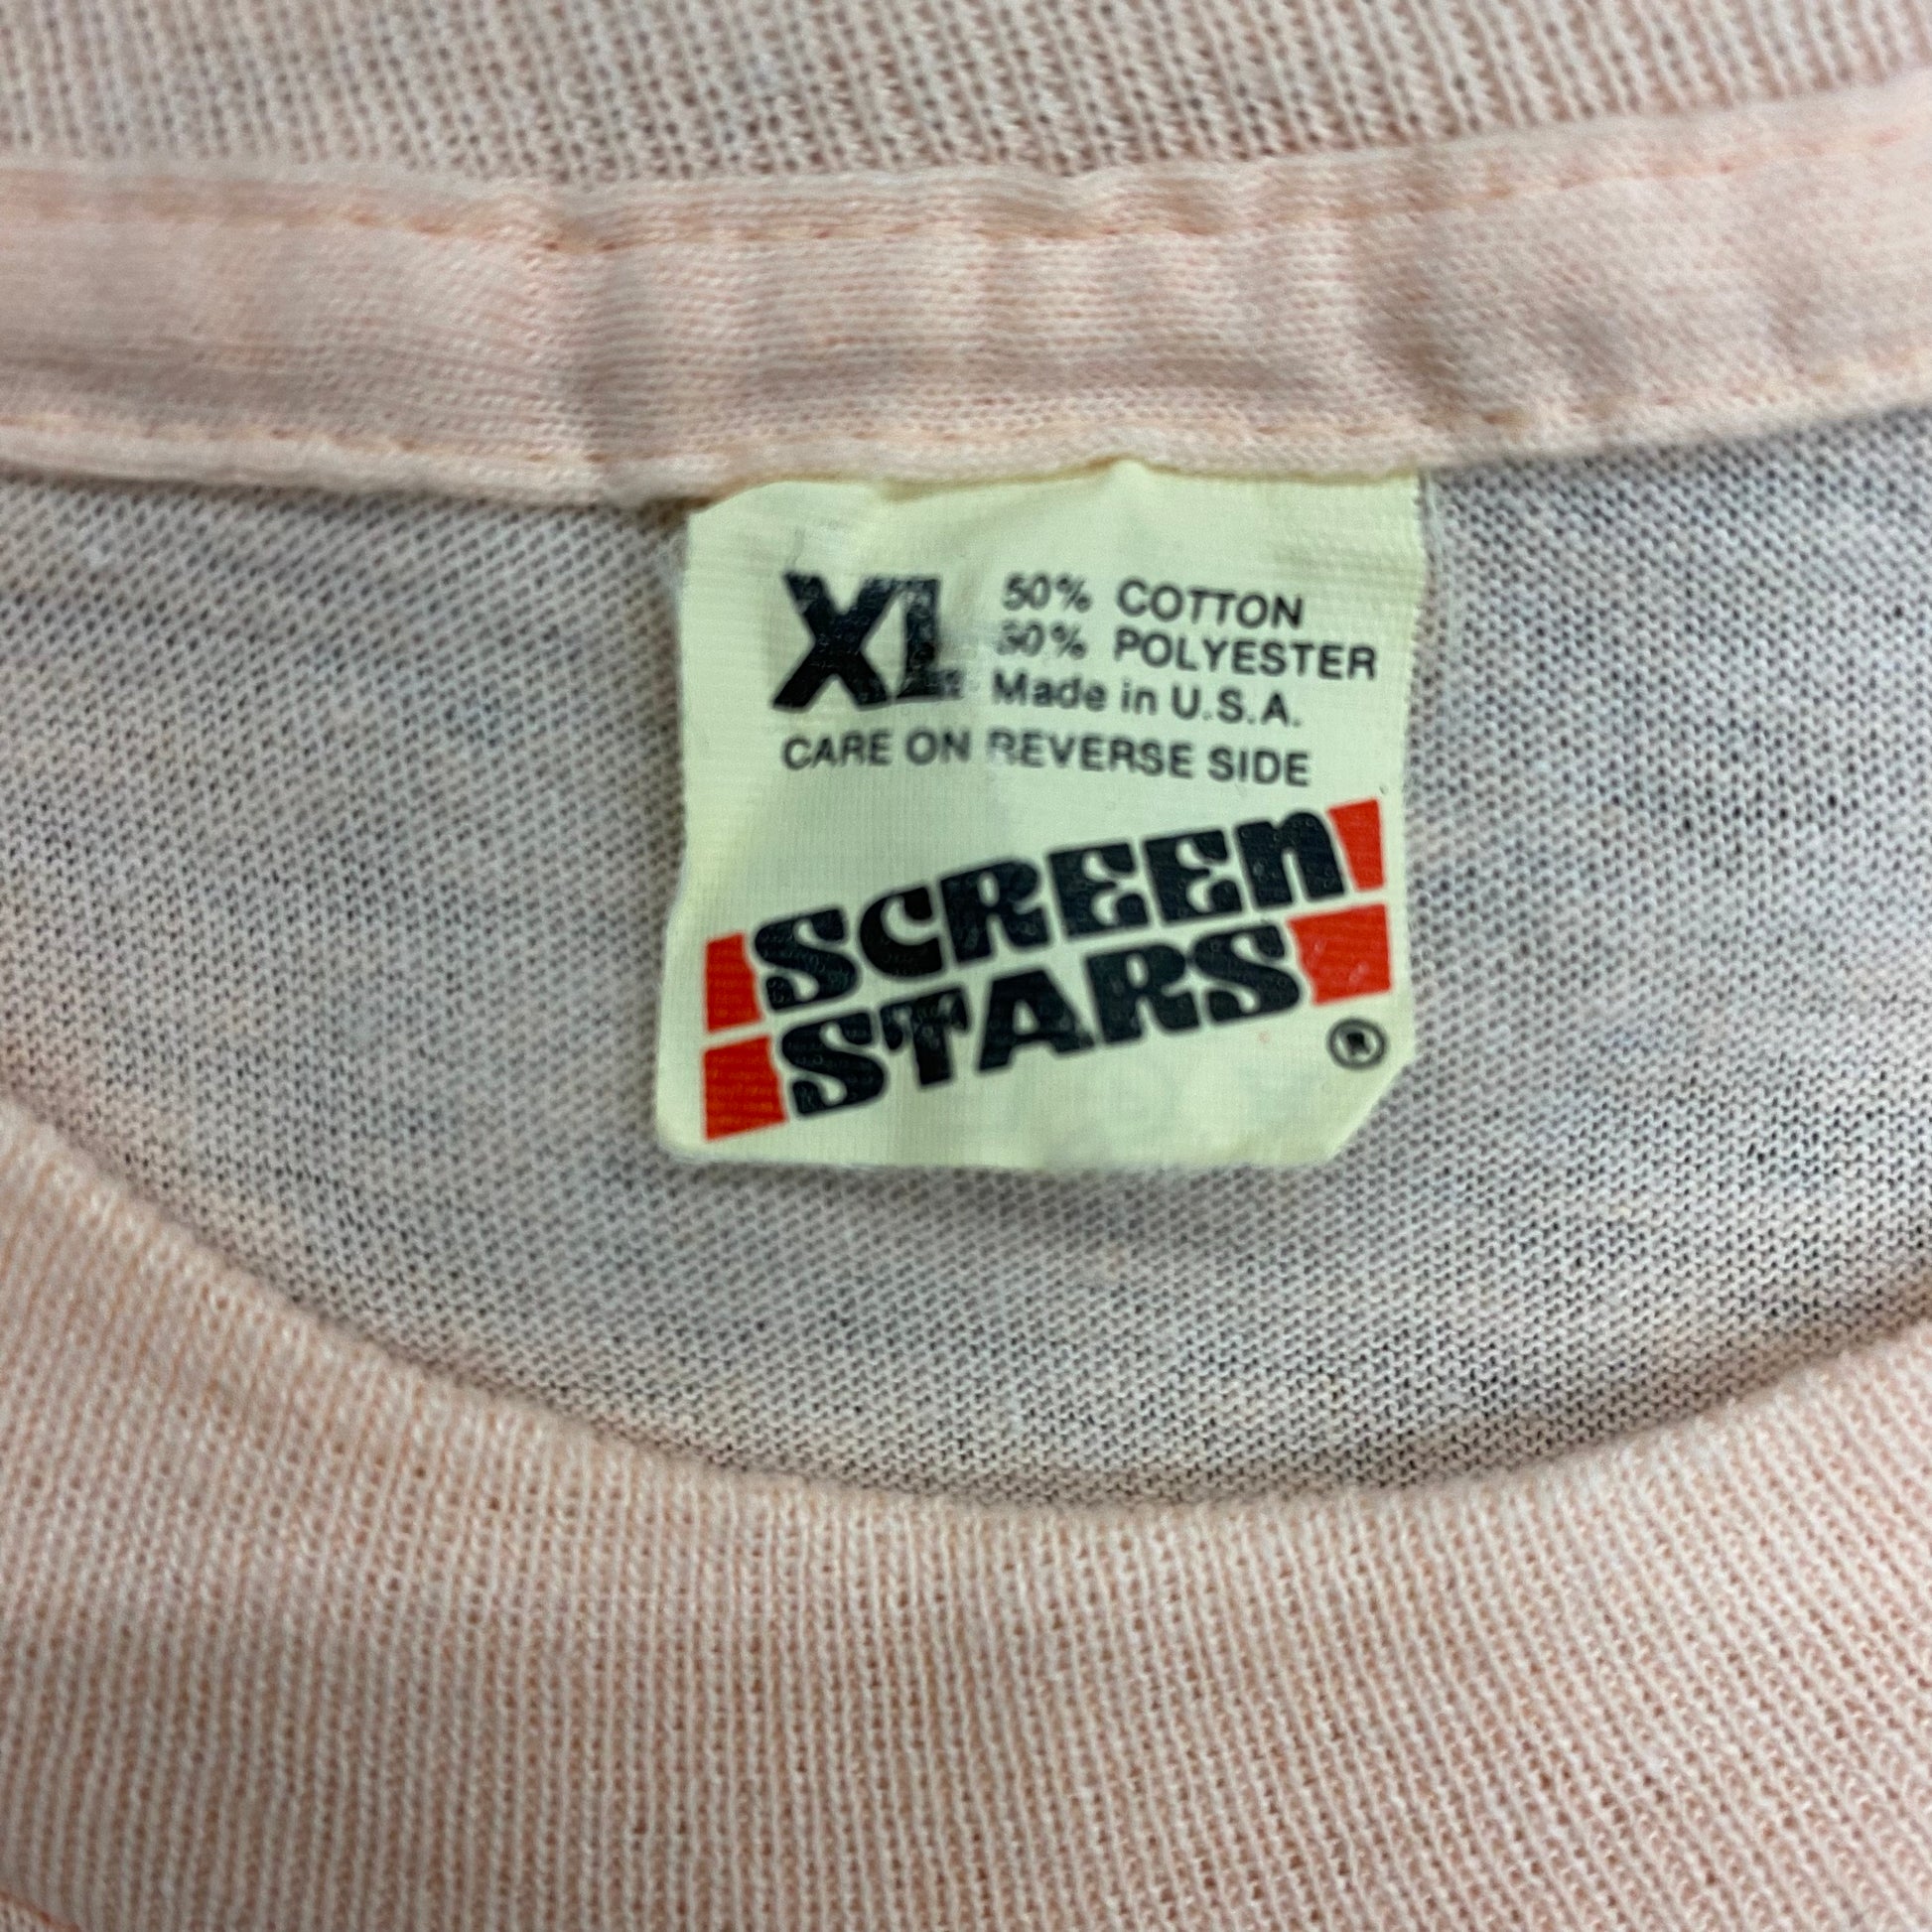 XL 50% COTTON
50% POLYESTER
Made in U.S.A.
CARE ON REVERSE SIDE
SCREEN
STARS
®